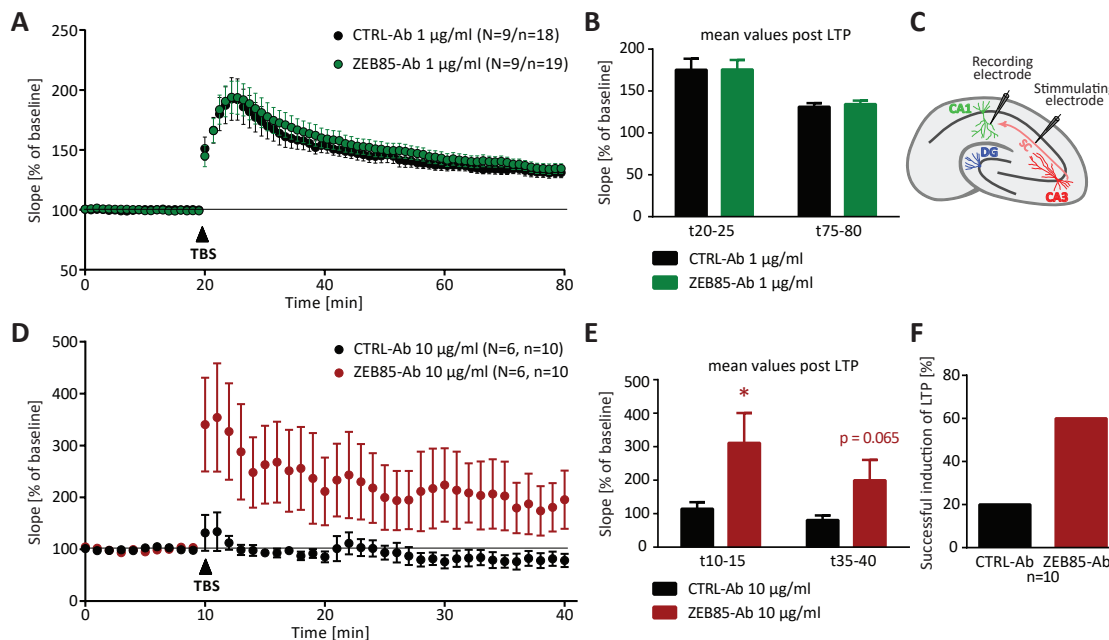 A
250
200
150
100
50
Slope [% of baseline]
CTRL-Ab 1 µg/ml (N=9/n=18)
ZEB85-Ab 1 µg/ml (N=9/n=19)
TBS
0
20
40
60
80
Time [min]
B
mean values post LTP
200
150
100
50
0
Slope [% of baseline]
t20-25
t75-80
CTRL-Ab 1 µg/ml
ZEB85-Ab 1 µg/ml
C
Recording
electrode
Stimmulating
electrode
CA1
SC
DG
CA3
D
500
400
300
200
100
0
Slope [% of baseline]
CTRL-Ab 10 µg/ml (N=6, n=10)
ZEB85-Ab 10 µg/ml (N=6, n=10
TBS
0
10
20
30
40
Time [min]
E
mean values post LTP
500
400
300
200
100
0
Slope [% of baseline]
*
p = 0.065
t10-15
t35-40
CTRL-Ab 10 µg/ml
ZEB85-Ab 10 µg/ml
F
Successful induction of LTP [%]
80
60
40
20
0
CTRL-Ab ZEB85-Ab
n=10